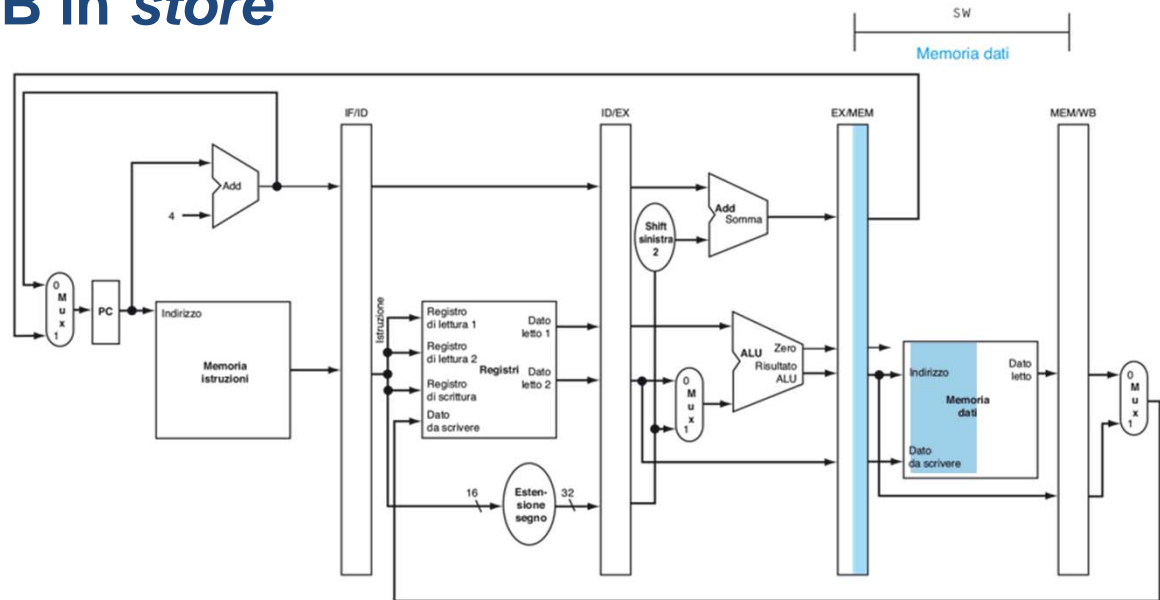 B in store
SW
Memoria dati
IF/ID
ID/EX
EX/MEM
MEM/WB
Add
4
Add
Somma
Shift
sinistra
2
0
M
u
x
1
PC
Indirizzo
Memoria
istruzioni
Istruzione
Registro
di lettura 1
Registro
di lettura 2
Registro
di scrittura
Dato
da scrivere
Registri
Dato
letto 1
Dato
letto 2
16
Esten-
sione
segno
32
0
M
u
x
1
ALU
Zero
Risultato
ALU
Indirizzo
Dato
letto
Memoria
dati
Dato
da scrivere
0
M
u
x
1